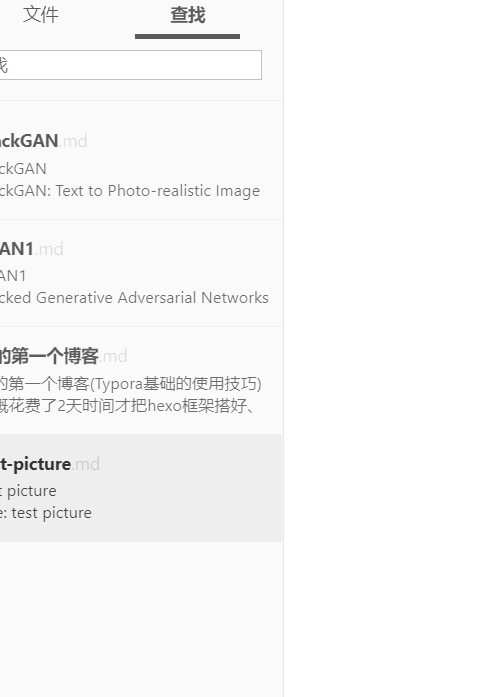 文件 查找
找
ckGAN.md
ckGAN
ckGAN: Text to Photo-realistic Image
AN1.md
AN1
cked Generative Adversarial Networks
的第一个博客.md
的第一个博客(Typora基础的使用技巧)
概花费了2天时间才把hexo框架搭好、
t-picture.md
t picture
e: test picture